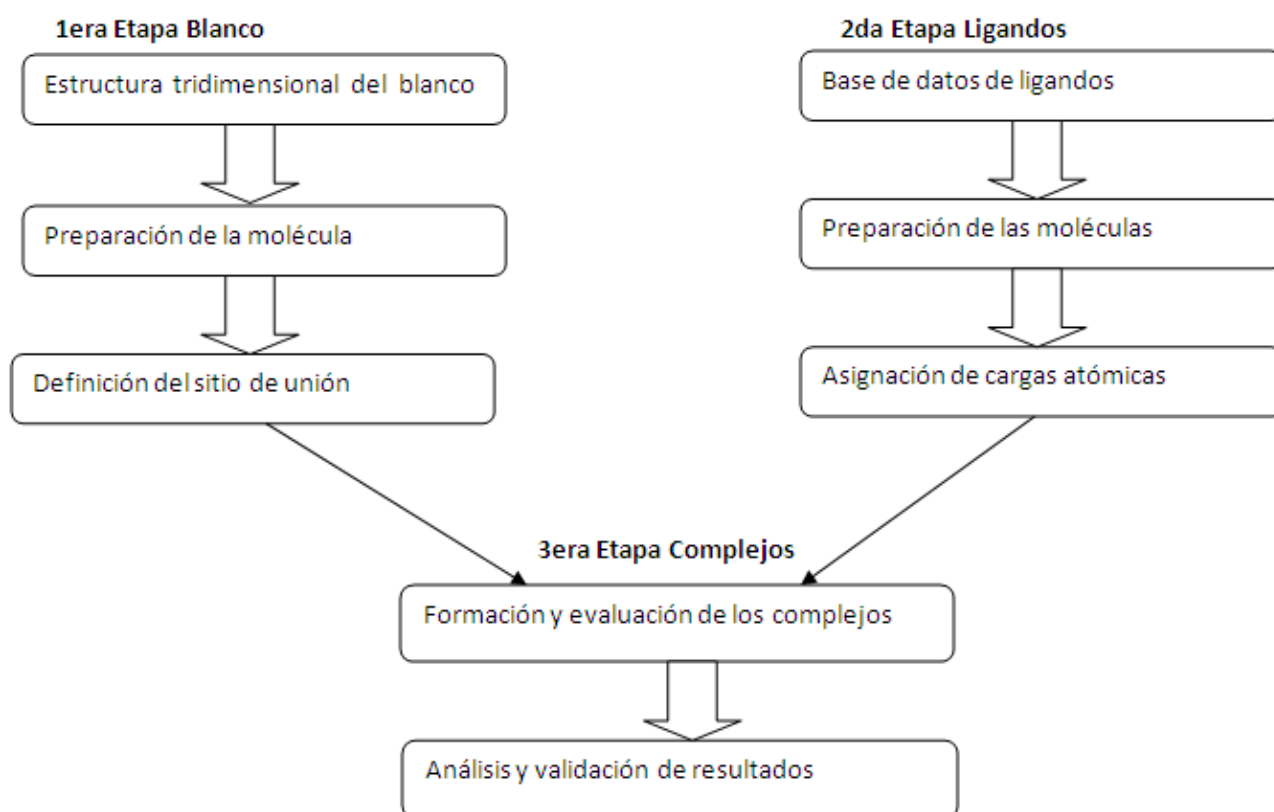 1era Etapa Blanco
Estructura tridimensional del blanco
Preparación de la molécula
Definición del sitio de unión
2da Etapa Ligandos
Base de datos de ligandos
Preparación de las moléculas
Asignación de cargas atómicas
3era Etapa Complejos
Formación y evaluación de los complejos
Análisis y validación de resultados